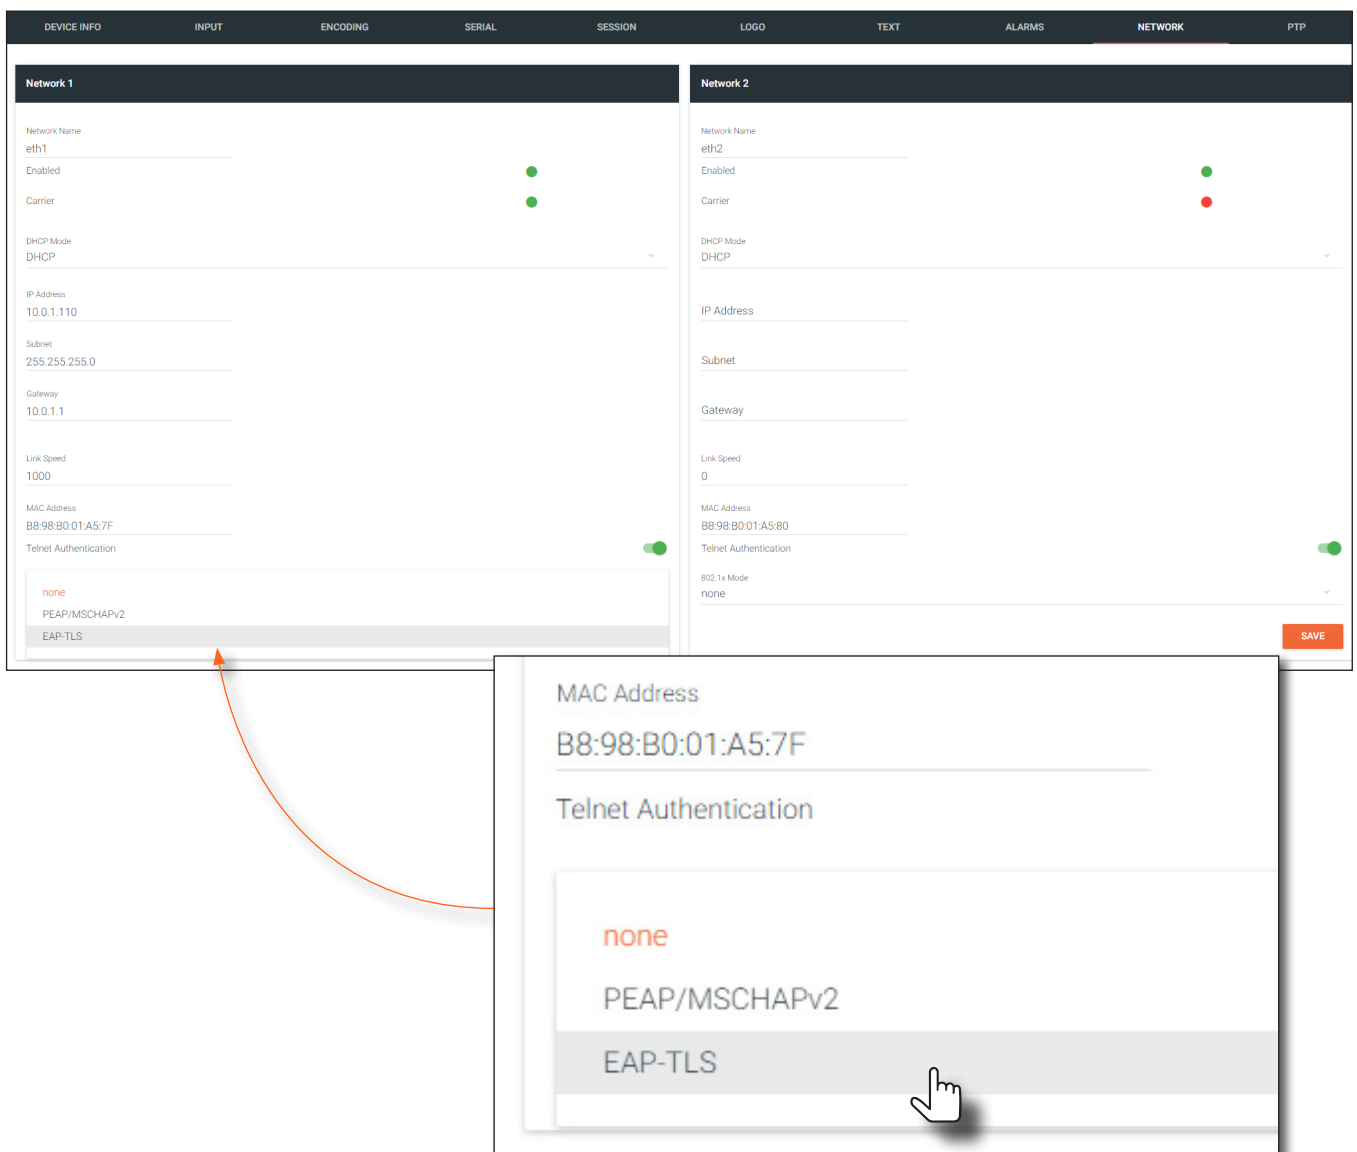 DEVICE INFO INPUT ENCODING SERIAL SESSION LOGO TEXT ALARMS NETWORK PTP
Network 1
Network Name
eth1
Enabled
Carrier
DHCP Mode
DHCP
IP Address
10.0.1.110
Subnet
255.255.255.0
Gateway
10.0.1.1
Link Speed
1000
MAC Address
B8:98:B0:01:A5:7F
Telnet Authentication
none
PEAP/MSCHAPv2
EAP-TLS
Network 2
Network Name
eth2
Enabled
Carrier
DHCP Mode
DHCP
IP Address
Subnet
Gateway
Link Speed
0
MAC Address
B8:98:B0:01:A5:80
Telnet Authentication
802.1x Mode
none
SAVE
MAC Address
B8:98:B0:01:A5:7F
Telnet Authentication
none
PEAP/MSCHAPv2
EAP-TLS